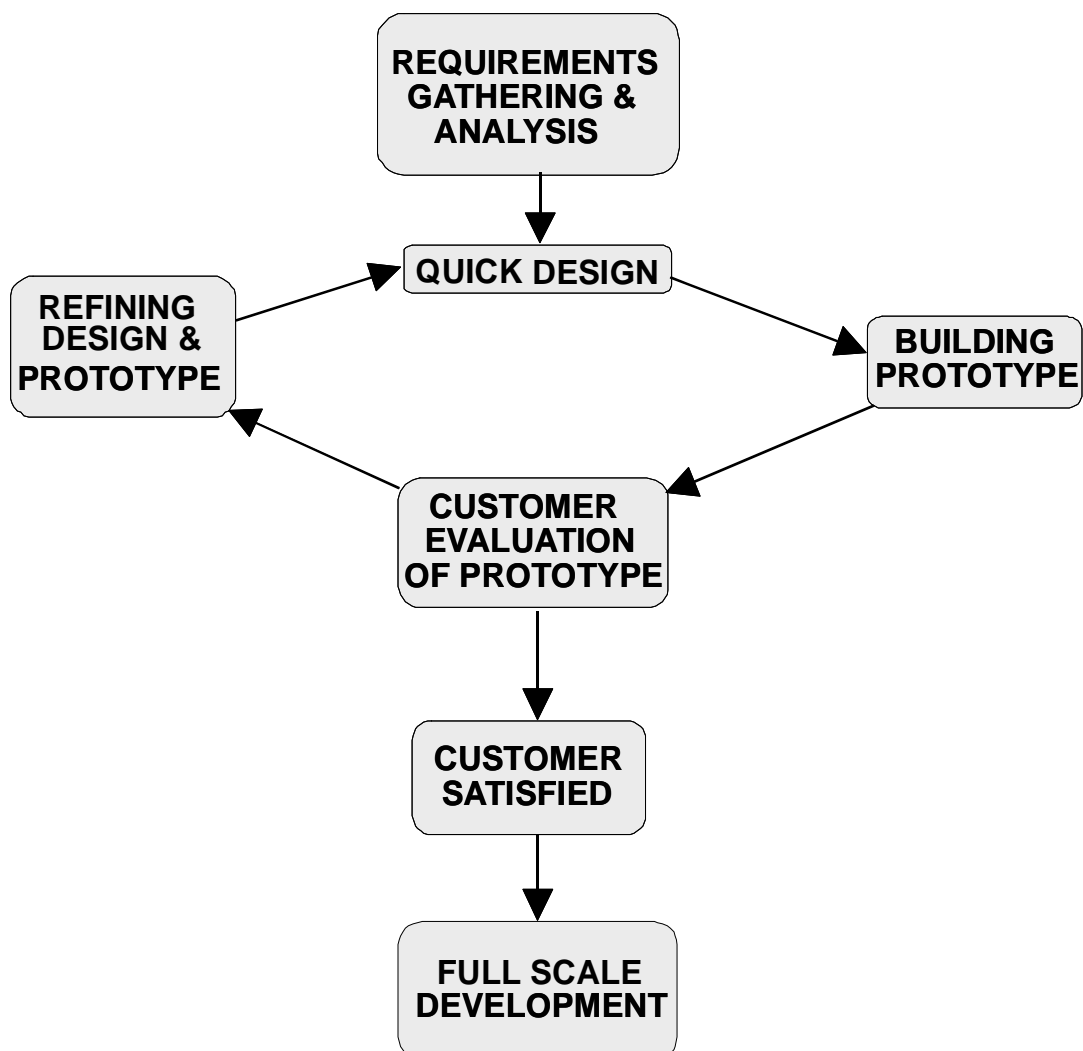 REQUIREMENTS
GATHERING &
ANALYSIS
QUICK DESIGN
REFINING
DESIGN &
PROTOTYPE
BUILDING
PROTOTYPE
CUSTOMER
EVALUATION
OF PROTOTYPE
CUSTOMER
SATISFIED
FULL SCALE
DEVELOPMENT